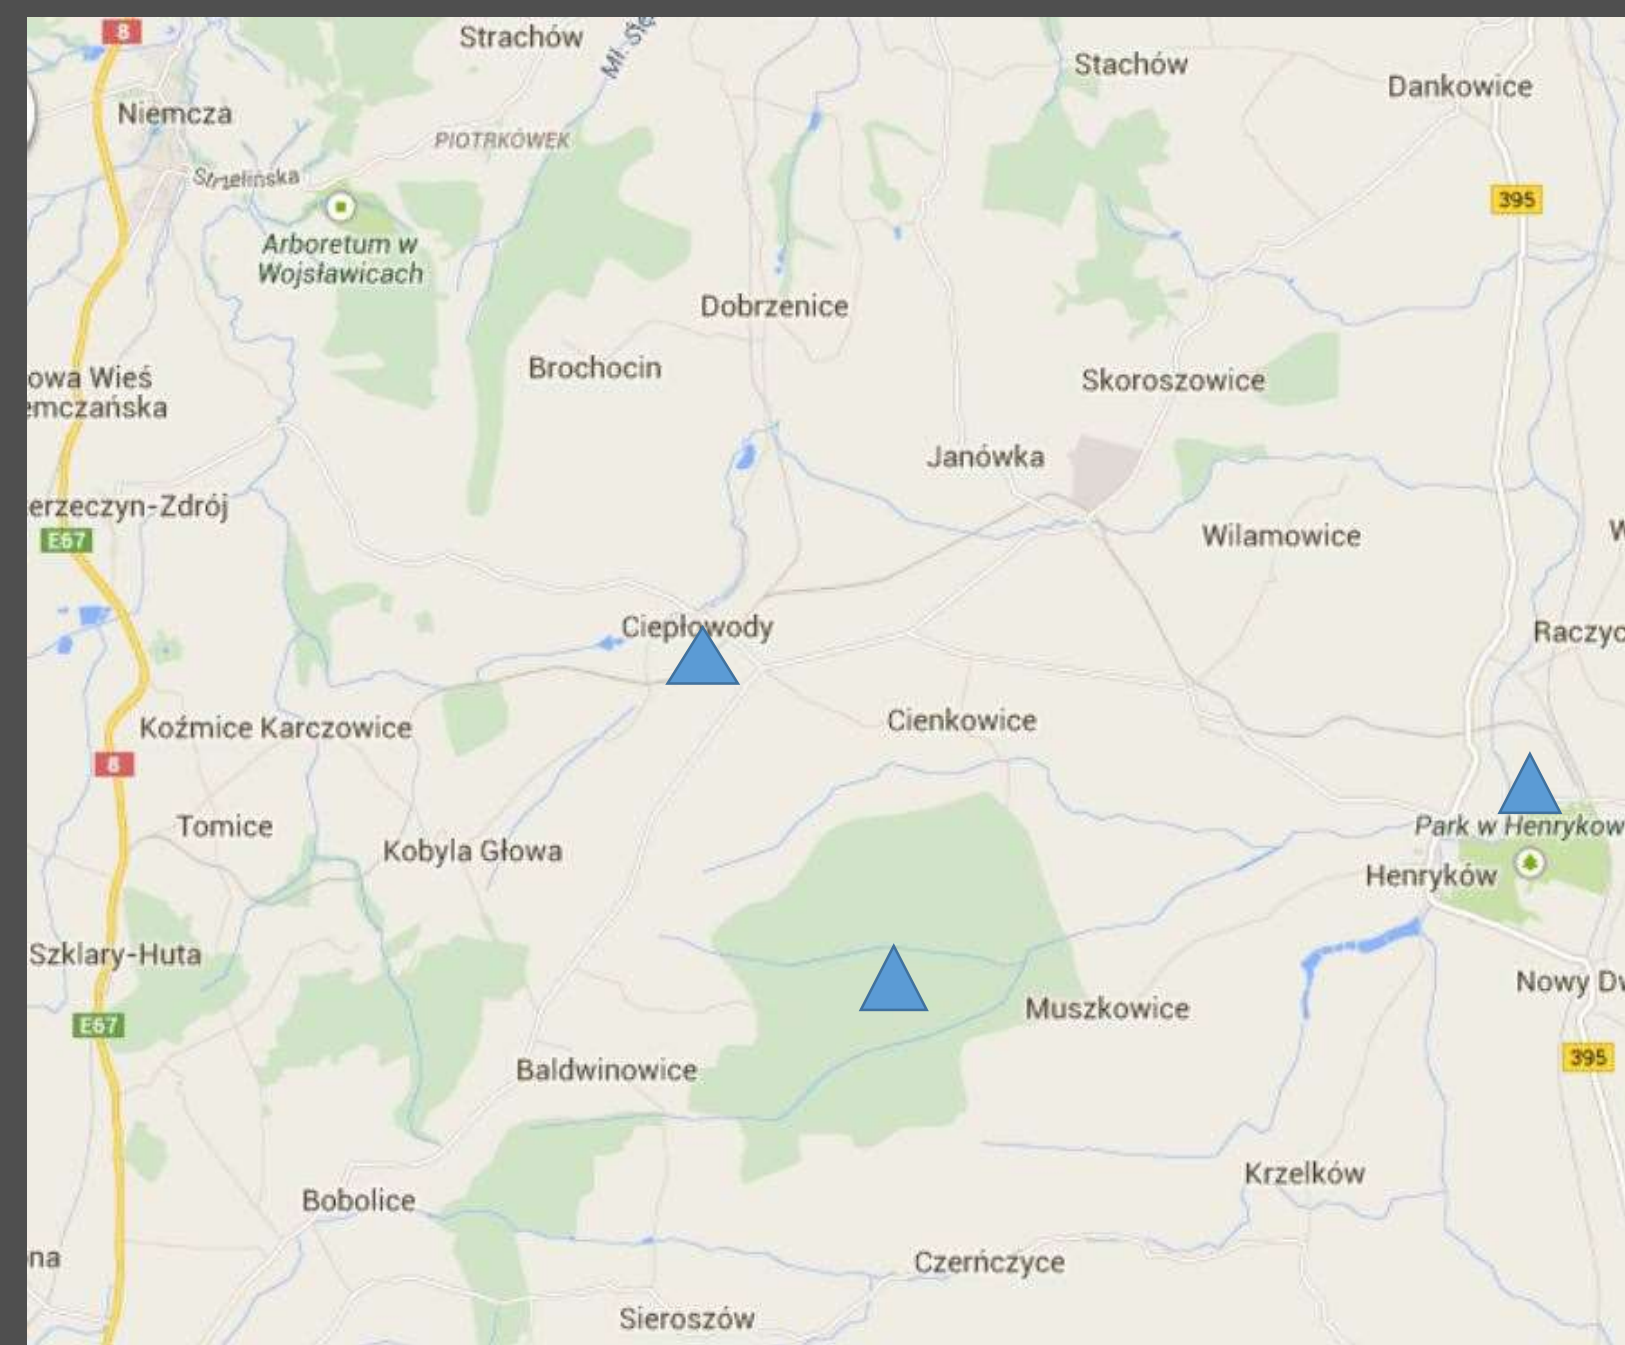 8
Strachów
Stachów
Dankowice
Niemcza
PIOTRKÓWEK
Strzelińska
395
Arboretum w
Wojsławicach
Dobrzenice
Brochocin
Skoroszowice
owa Wieś
emczańska
Janówka
erzeczyn-Zdrój
E67
Wilamowice
W
Ciepłowody
Raczyc
Koźmice Karczowice
Cienkowice
8
Tomice
Kobyla Głowa
Park w Henrykow
Henryków
Szklary-Huta
Nowy Dw
Muszkowice
E67
395
Baldwinowice
Krzelków
Bobolice
na
Czerńczyce
Sieroszów